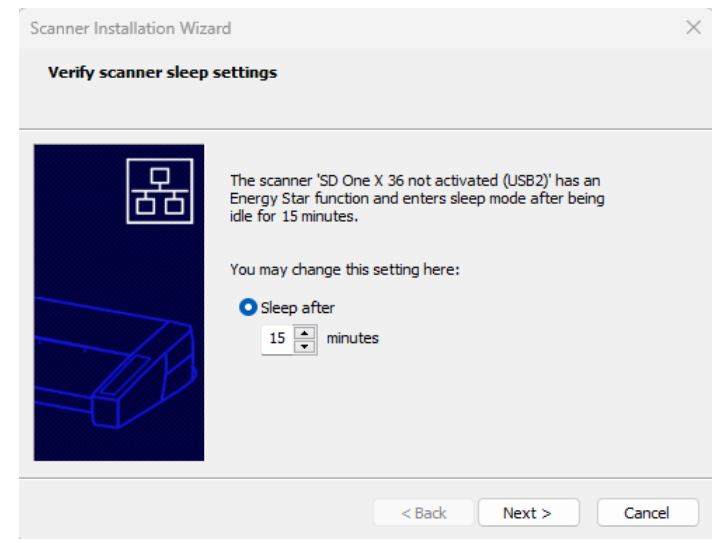 Scanner Installation Wizard
Verify scanner sleep settings
The scanner 'SD One X 36 not activated (USB2)' has an
Energy Star function and enters sleep mode after being
idle for 15 minutes.
You may change this setting here:
Sleep after
15 minutes
< Back Next > Cancel